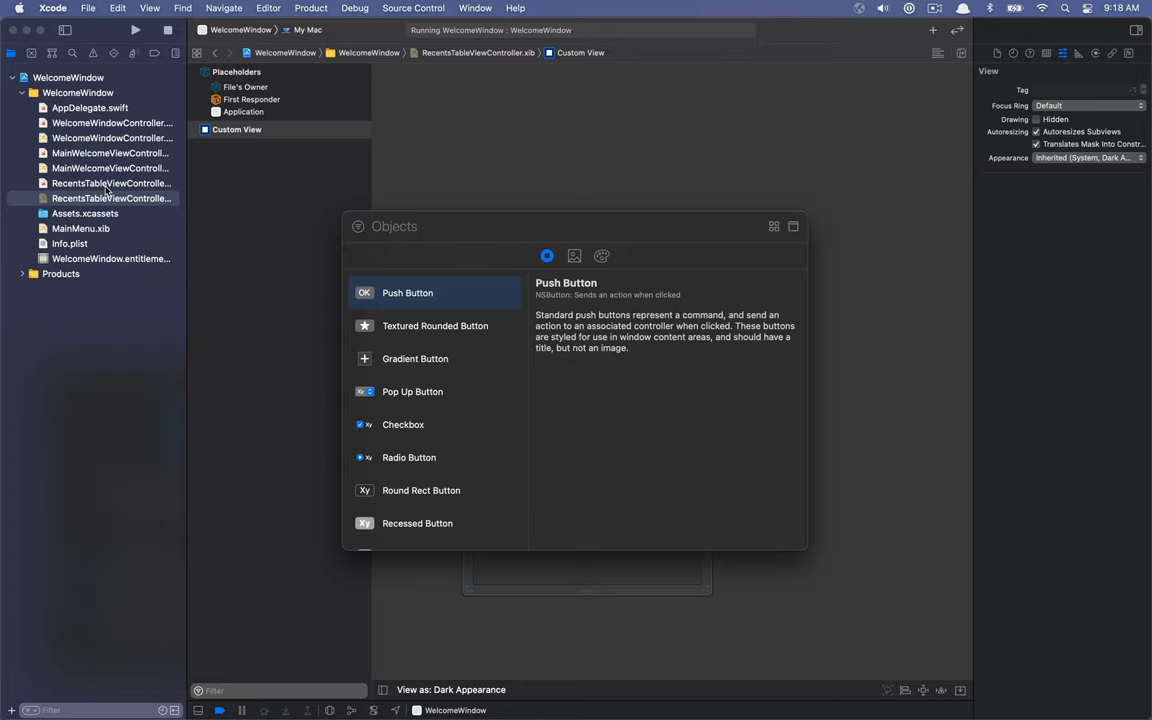 Xcode File Edit View Find Navigate Editor Product Debug Source Control Window Help 9:18 AM
WelcomeWindow My Mac Running WelcomeWindow : WelcomeWindow
WelcomeWindow WelcomeWindow RecentsTableViewController.xib Custom View
WelcomeWindow
WelcomeWindow
AppDelegate.swift
WelcomeWindowController....
WelcomeWindowController....
MainWelcomeViewControll...
MainWelcomeViewControll...
RecentsTableViewControlle...
RecentsTableViewControlle...
Assets.xcassets
MainMenu.xib
Info.plist
WelcomeWindow.entitleme...
Products
Filter
Placeholders
File's Owner
First Responder
Application
Custom View
Filter
Objects
OK Push Button
Textured Rounded Button
Gradient Button
Xy Pop Up Button
Xy Checkbox
Xy Radio Button
Xy Round Rect Button
Xy Recessed Button
Push Button
NSButton: Sends an action when clicked
Standard push buttons represent a command, and send an
action to an associated controller when clicked. These buttons
are styled for use in window content areas, and should have a
title, but not an image.
View as: Dark Appearance
WelcomeWindow
View
Tag -1
Focus Ring Default
Drawing Hidden
Autoresizing Autoresizes Subviews
Translates Mask Into Constr...
Appearance Inherited (System, Dark A...